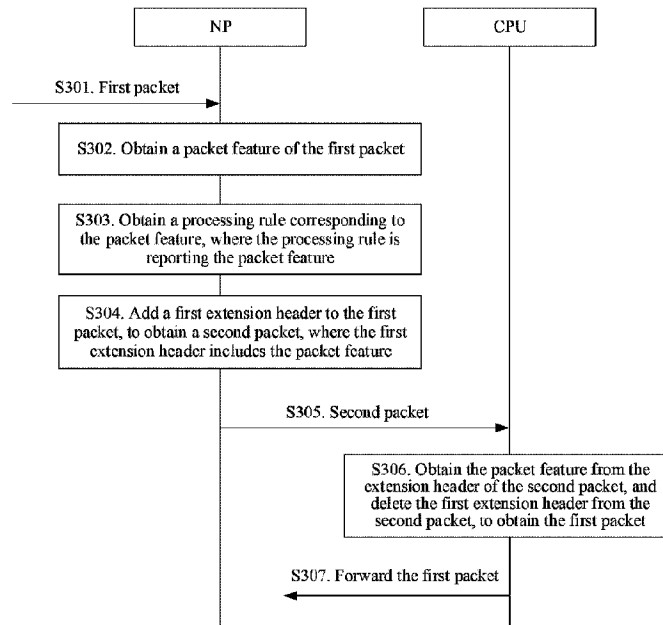 NP
CPU
S301. First packet
S302. Obtain a packet feature of the first packet
S303. Obtain a processing rule corresponding to
the packet feature, where the processing rule is
reporting the packet feature
S304. Add a first extension header to the first
packet, to obtain a second packet, where the first
extension header includes the packet feature
S305. Second packet
S306. Obtain the packet feature from the
extension header of the second packet, and
delete the first extension header from the
second packet, to obtain the first packet
S307. Forward the first packet